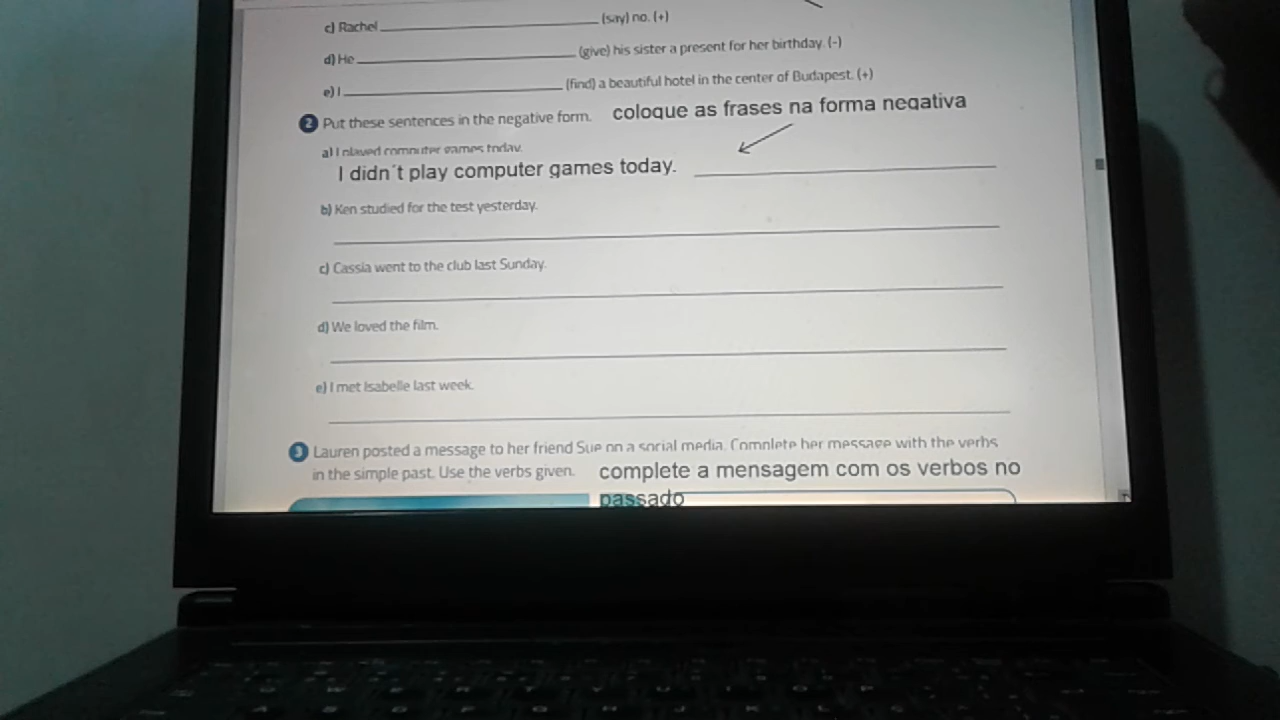 c) Rachel ____________________ (say) no. (+)
d) He ____________________ (give) his sister a present for her birthday. (-)
e) I ____________________ (find) a beautiful hotel in the center of Budapest. (+)
2 Put these sentences in the negative form. coloque as frases na forma negativa
a) I played computer games today.
I didn´t play computer games today.
b) Ken studied for the test yesterday.
c) Cassia went to the club last Sunday.
d) We loved the film.
e) I met Isabelle last week.
3 Lauren posted a message to her friend Sue on a social media. Complete her message with the verbs
in the simple past. Use the verbs given. complete a mensagem com os verbos no
passado